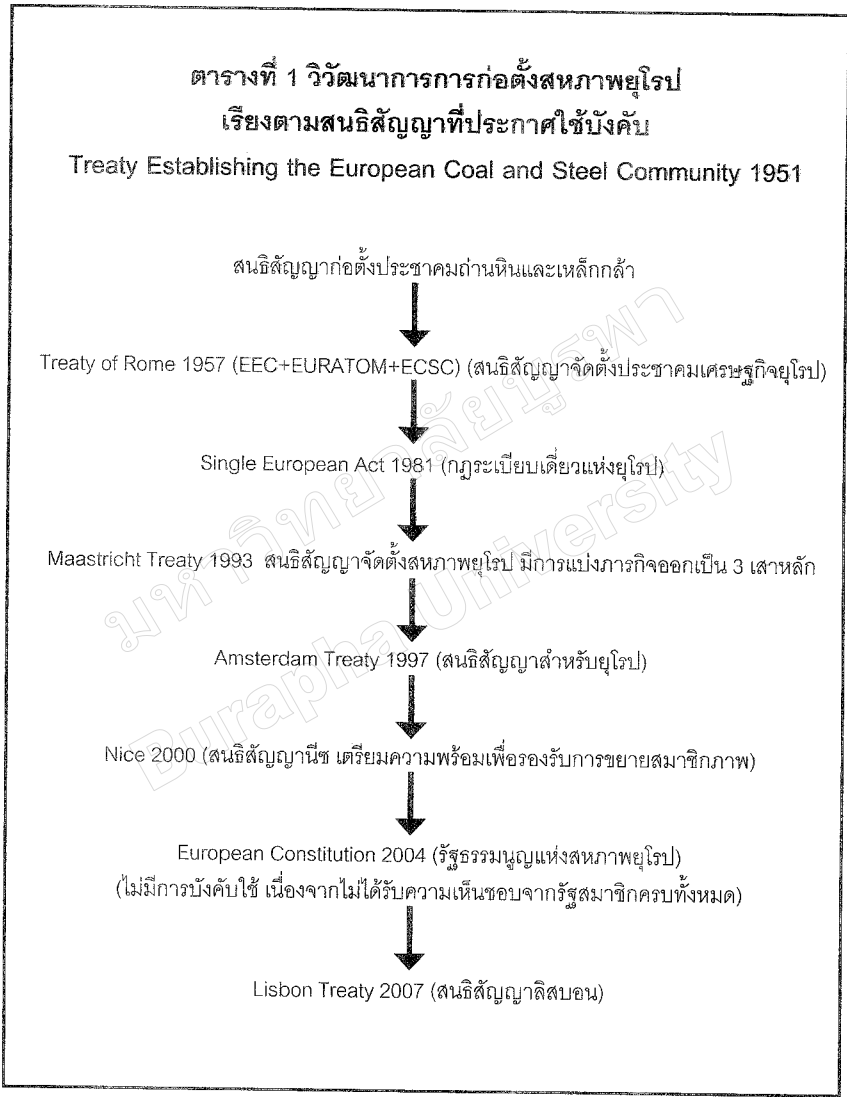 ตารางที่ 1 วิวัฒนาการการก่อตั้งสหภาพยุโรป
เรียงตามสนธิสัญญาที่ประกาศใช้บังคับ
Treaty Establishing the European Coal and Steel Community 1951
สนธิสัญญาก่อตั้งประชาคมถ่านหินและเหล็กกล้า
Treaty of Rome 1957 (EEC+EURATOM+ECSC) (สนธิสัญญาจัดตั้งประชาคมเศรษฐกิจยุโรป)
Single European Act 1981 (กฎระเบียบเดี่ยวแห่งยุโรป)
Maastricht Treaty 1993 สนธิสัญญาจัดตั้งสหภาพยุโรป มีการแบ่งภารกิจออกเป็น 3 เสาหลัก
Amsterdam Treaty 1997 (สนธิสัญญาสำหรับยุโรป)
Nice 2000 (สนธิสัญญานีซ เตรียมความพร้อมเพื่อรองรับการขยายสมาชิกภาพ)
European Constitution 2004 (รัฐธรรมนูญแห่งสหภาพยุโรป)
(ไม่มีการบังคับใช้ เนื่องจากไม่ได้รับความเห็นชอบจากรัฐสมาชิกครบทั้งหมด)
Lisbon Treaty 2007 (สนธิสัญญาลิสบอน)
มหาวิทยาลัยบูรพา
Burapha University